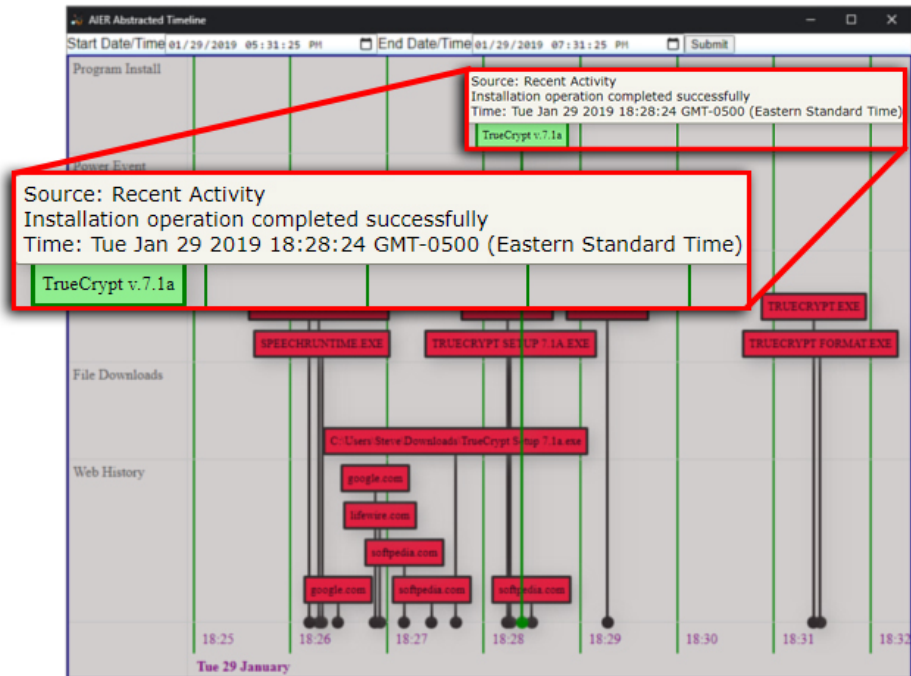 AIER Abstracted Timeline
Start Date/Time 01/29/2019 05:31:25 PM End Date/Time 01/29/2019 07:31:25 PM Submit
Program Install
Source: Recent Activity
Installation operation completed successfully
Time: Tue Jan 29 2019 18:28:24 GMT-0500 (Eastern Standard Time)
TrueCrypt v.7.1a
Power Event
Source: Recent Activity
Installation operation completed successfully
Time: Tue Jan 29 2019 18:28:24 GMT-0500 (Eastern Standard Time)
TrueCrypt v.7.1a
TRUECRYPT.EXE
SPEECHRUNTIME.EXE TRUECRYPT SETUP 7.1A.EXE TRUECRYPT FORMAT.EXE
File Downloads
C:\Users\Steve\Downloads\TrueCrypt Setup 7.1a.exe
Web History
google.com
lifewire.com
softpedia.com
google.com softpedia.com softpedia.com
18:25 18:26 18:27 18:28 18:29 18:30 18:31 18:32
Tue 29 January